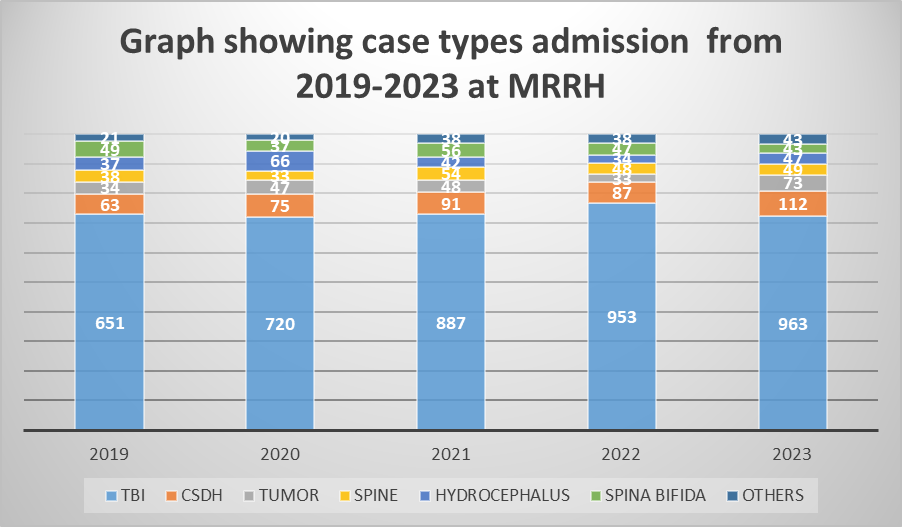 Graph showing case types admission from
2019-2023 at MRRH
21 20 38 38 43
49 37 56 47 43
37 66 42 34 47
38 33 54 48 49
34 47 48 33 73
63 75 91 87 112
651 720 887 953 963
2019 2020 2021 2022 2023
TBI CSDH TUMOR SPINE HYDROCEPHALUS SPINA BIFIDA OTHERS